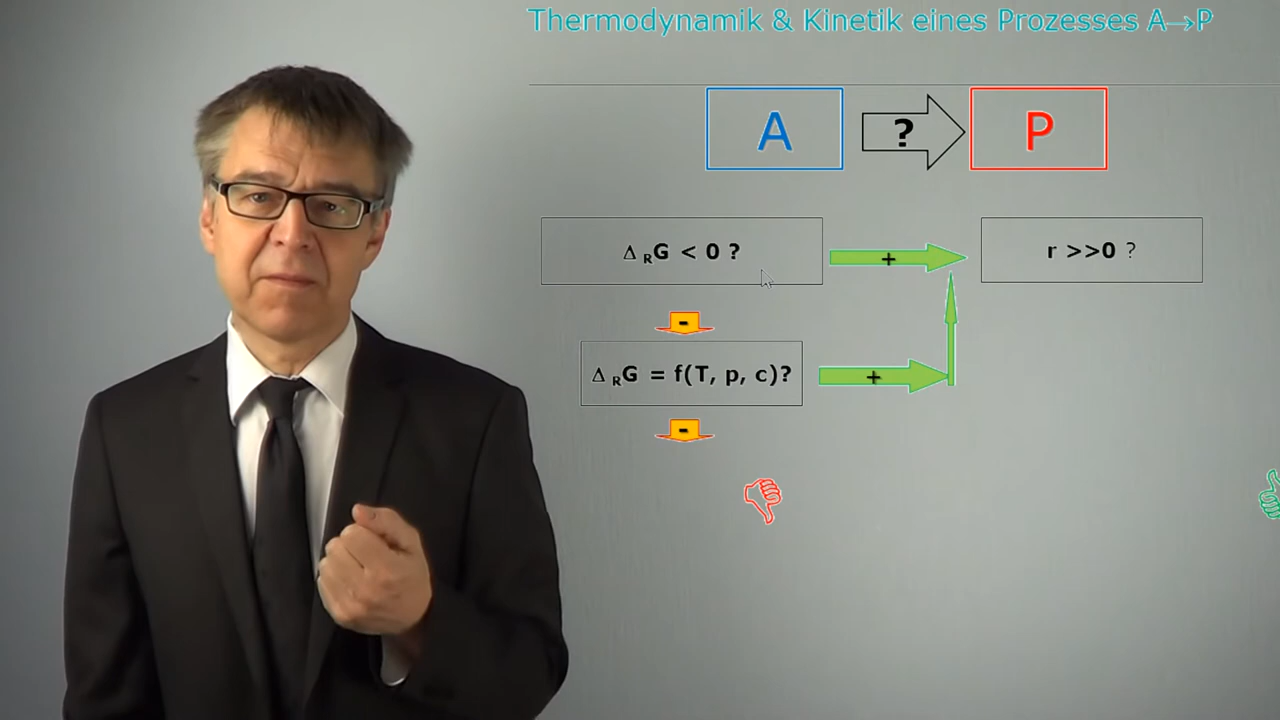 Thermodynamik & Kinetik eines Prozesses A→P
A ? P
Δ RG < 0 ? + r >>0 ?
-
Δ RG = f(T, p, c)? +
-